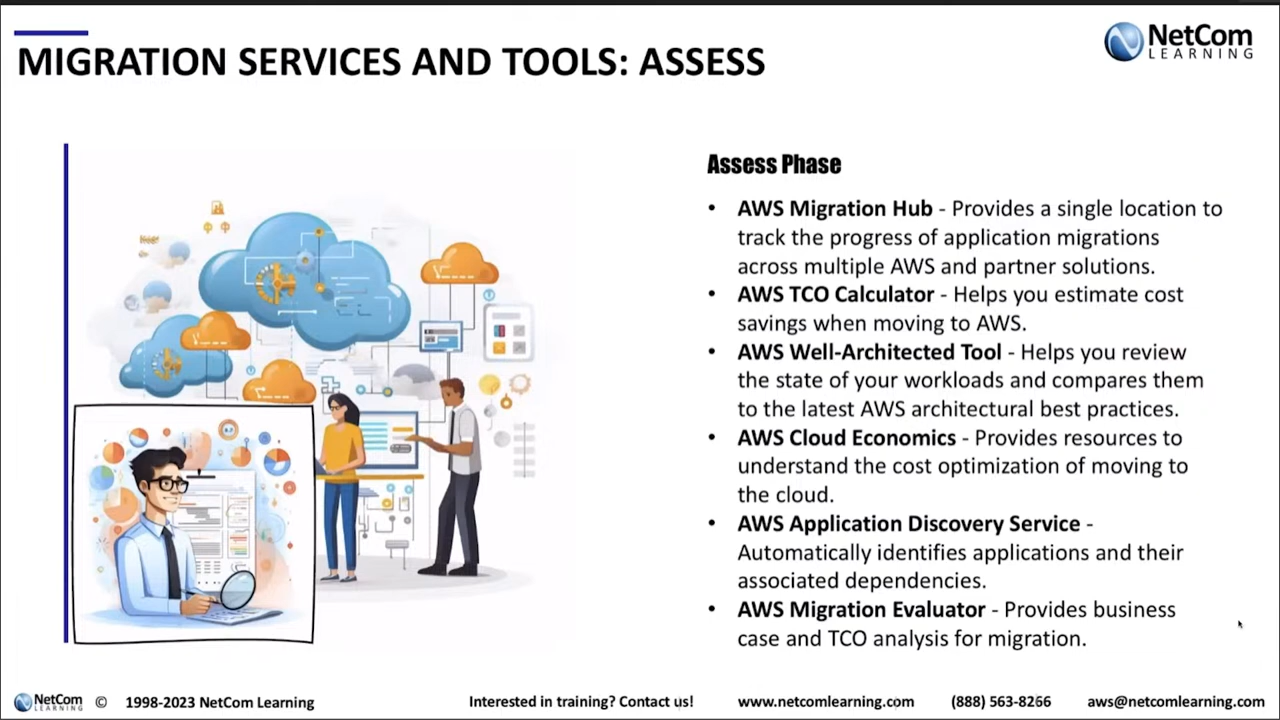 MIGRATION SERVICES AND TOOLS: ASSESS
NetCom
LEARNING
Assess Phase
• AWS Migration Hub - Provides a single location to
track the progress of application migrations
across multiple AWS and partner solutions.
• AWS TCO Calculator - Helps you estimate cost
savings when moving to AWS.
• AWS Well-Architected Tool - Helps you review
the state of your workloads and compares them
to the latest AWS architectural best practices.
• AWS Cloud Economics - Provides resources to
understand the cost optimization of moving to
the cloud.
• AWS Application Discovery Service -
Automatically identifies applications and their
associated dependencies.
• AWS Migration Evaluator - Provides business
case and TCO analysis for migration.
NetCom
LEARNING
© 1998-2023 NetCom Learning
Interested in training? Contact us!
www.netcomlearning.com
(888) 563-8266
aws@netcomlearning.com